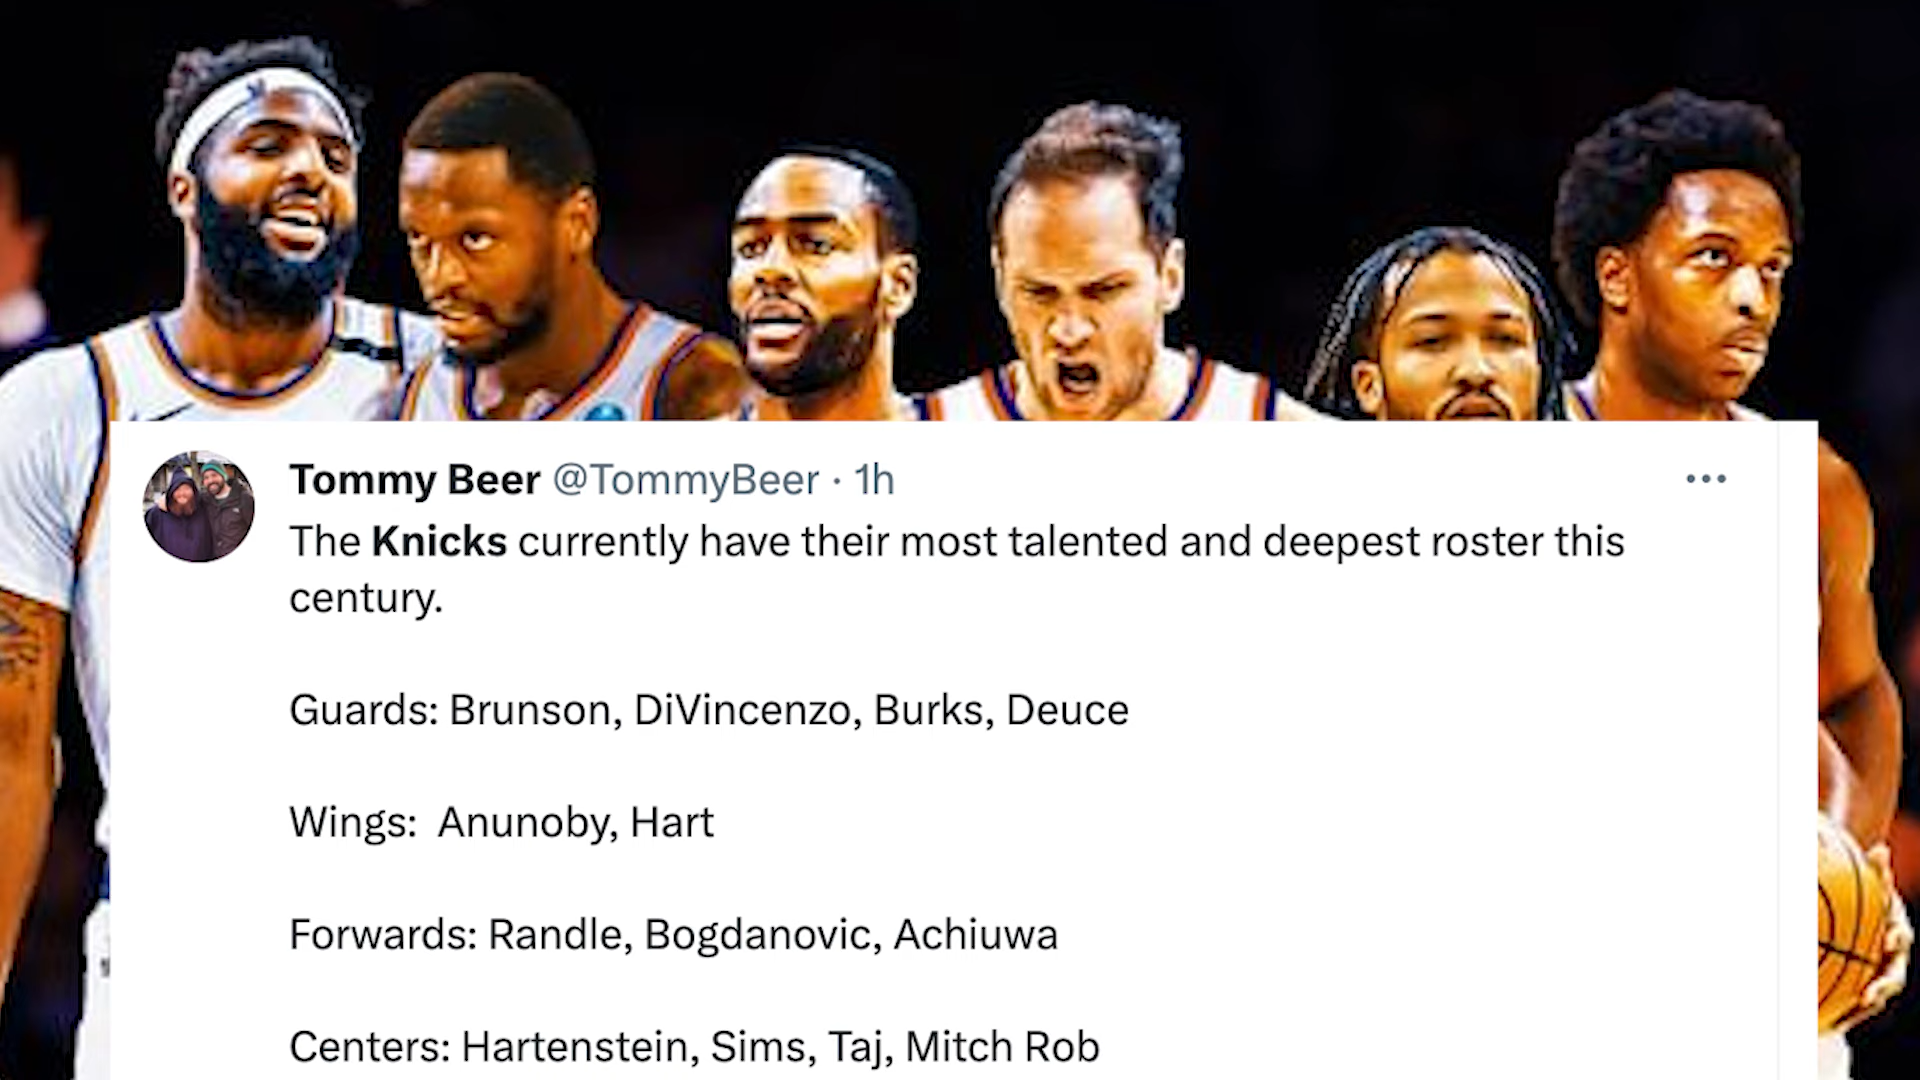 Tommy Beer @TommyBeer · 1h
The Knicks currently have their most talented and deepest roster this
century.
Guards: Brunson, DiVincenzo, Burks, Deuce
Wings: Anunoby, Hart
Forwards: Randle, Bogdanovic, Achiuwa
Centers: Hartenstein, Sims, Taj, Mitch Rob